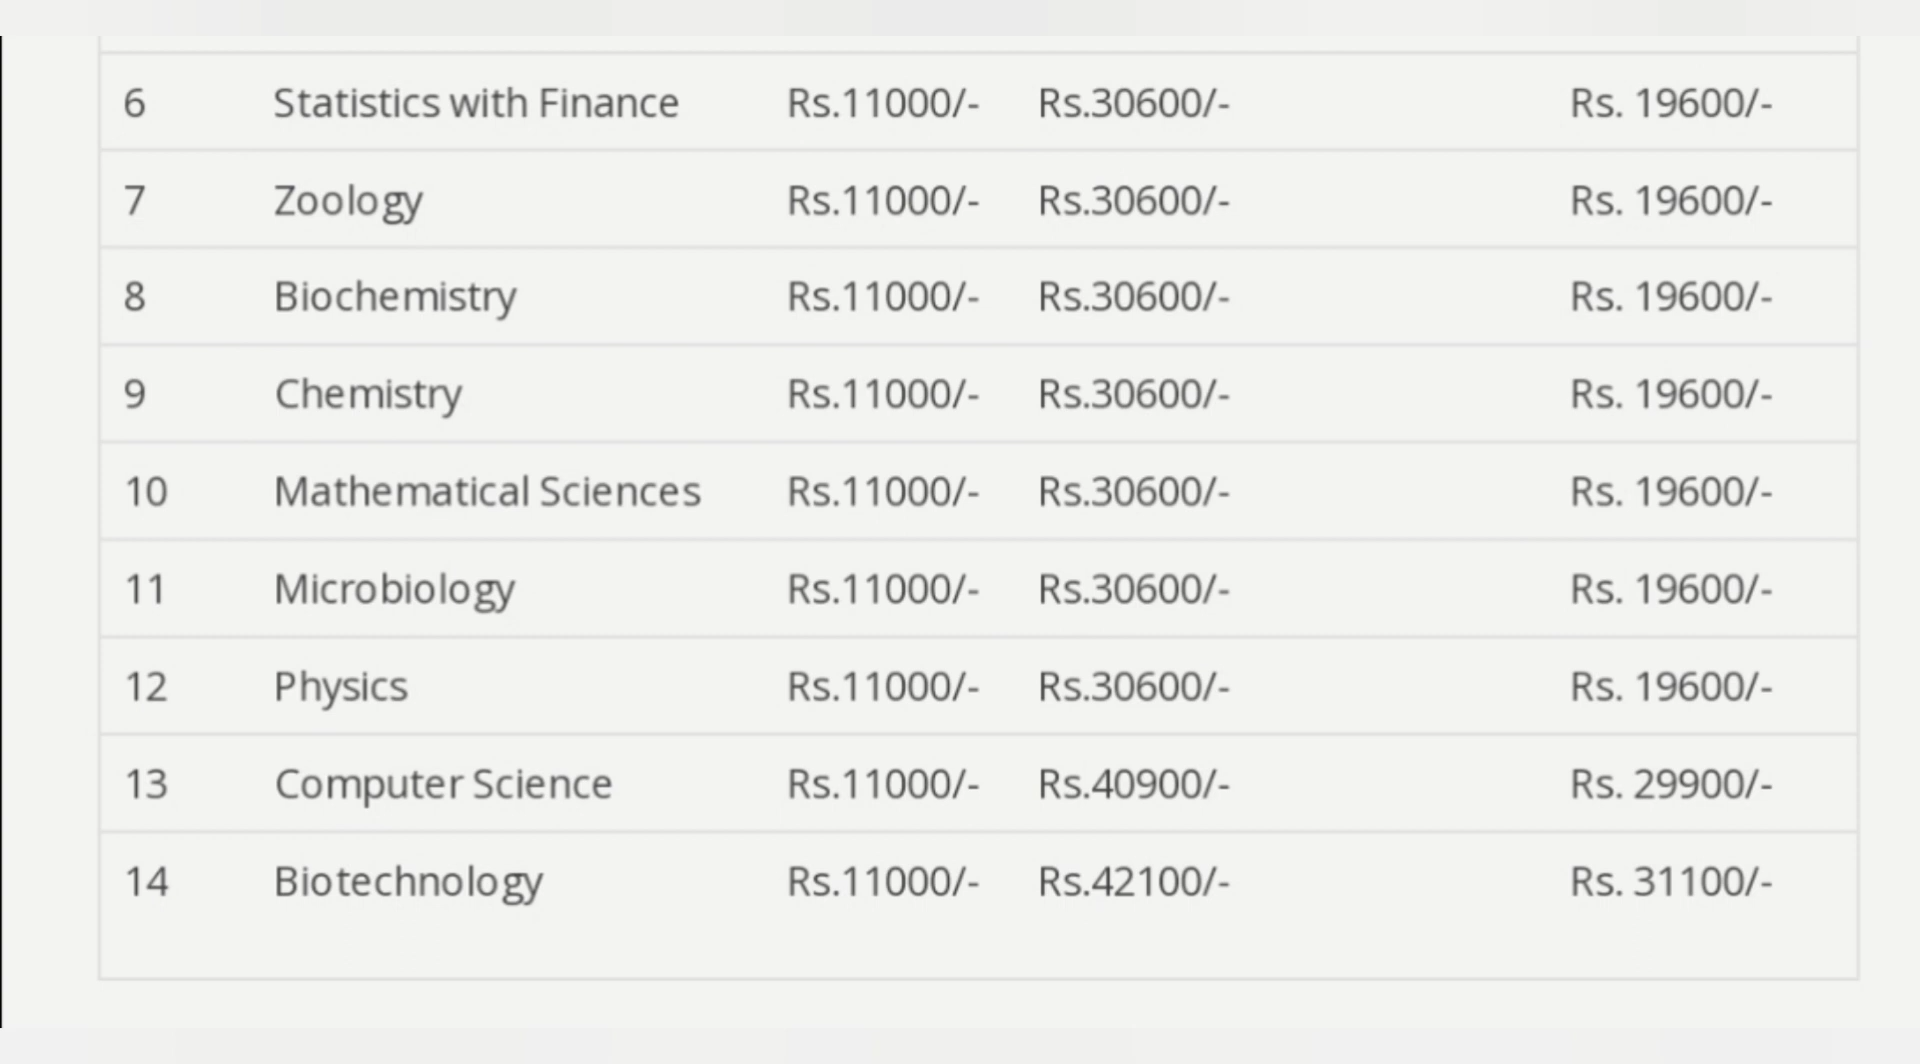 6 Statistics with Finance Rs.11000/- Rs.30600/- Rs. 19600/-
7 Zoology Rs.11000/- Rs.30600/- Rs. 19600/-
8 Biochemistry Rs.11000/- Rs.30600/- Rs. 19600/-
9 Chemistry Rs.11000/- Rs.30600/- Rs. 19600/-
10 Mathematical Sciences Rs.11000/- Rs.30600/- Rs. 19600/-
11 Microbiology Rs.11000/- Rs.30600/- Rs. 19600/-
12 Physics Rs.11000/- Rs.30600/- Rs. 19600/-
13 Computer Science Rs.11000/- Rs.40900/- Rs. 29900/-
14 Biotechnology Rs.11000/- Rs.42100/- Rs. 31100/-